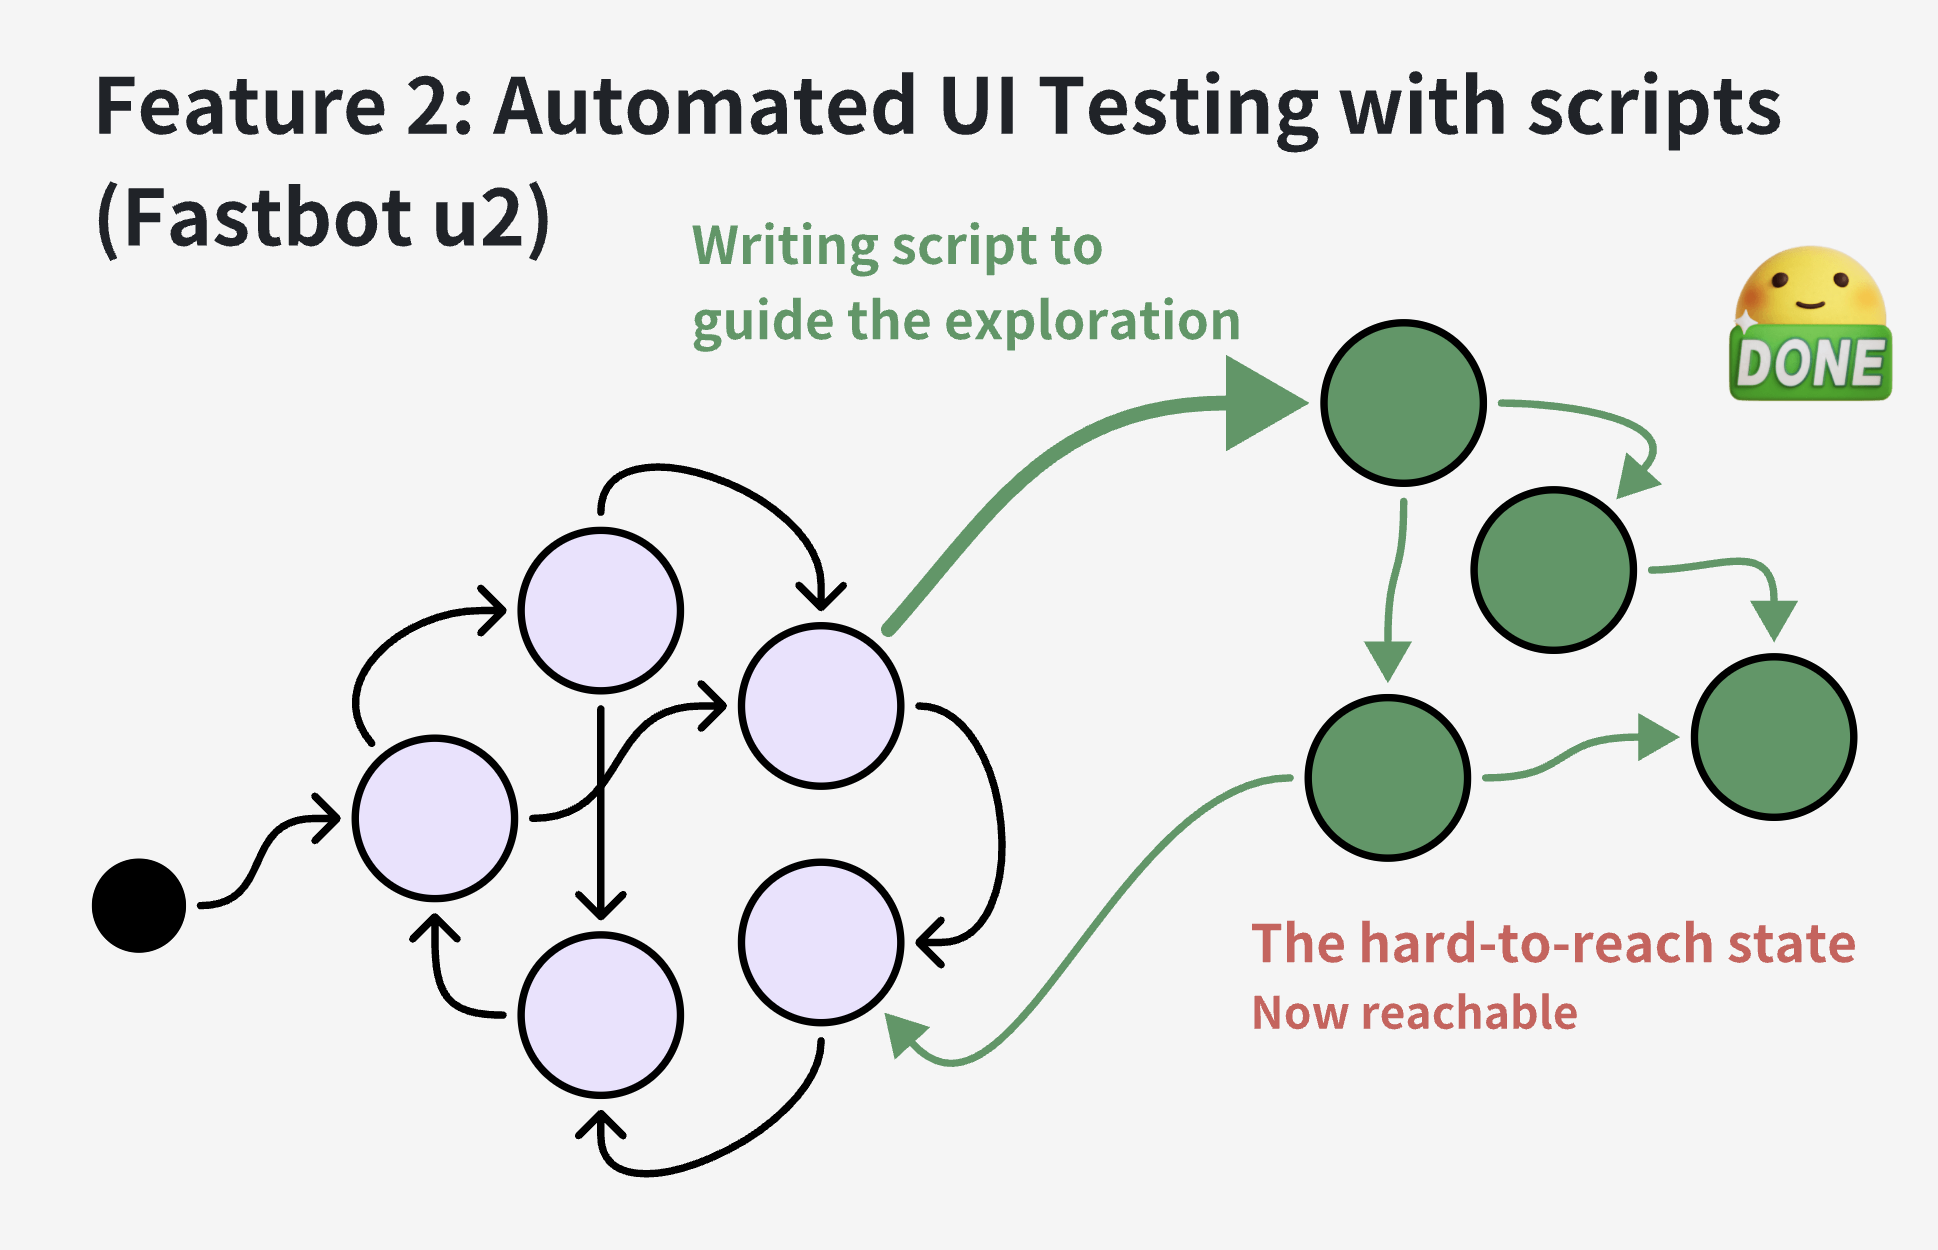 Feature 2: Automated UI Testing with scripts
(Fastbot u2)
Writing script to
guide the exploration
DONE
The hard-to-reach state
Now reachable